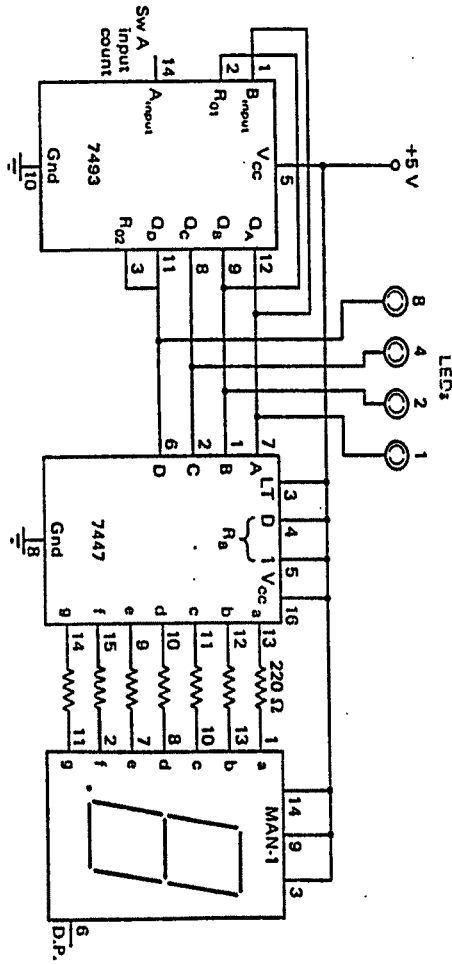 +5 V
LEDs
8 4 2 1
Sw A
input
count
14
A input
2
R01
1
B input
VCC
5
7493
Gnd
10
QA
12
QB
9
QC
8
QD
11
R02
3
7
A
1
B
2
C
6
D
LT
3
D
4
RB
1
5
VCC
16
7447
Gnd
8
a
13
b
12
c
11
d
10
e
9
f
15
g
14
220 Ω
1
a
13
b
10
c
8
d
7
e
2
f
11
g
MAN-1
14
9
3
6
D.P.